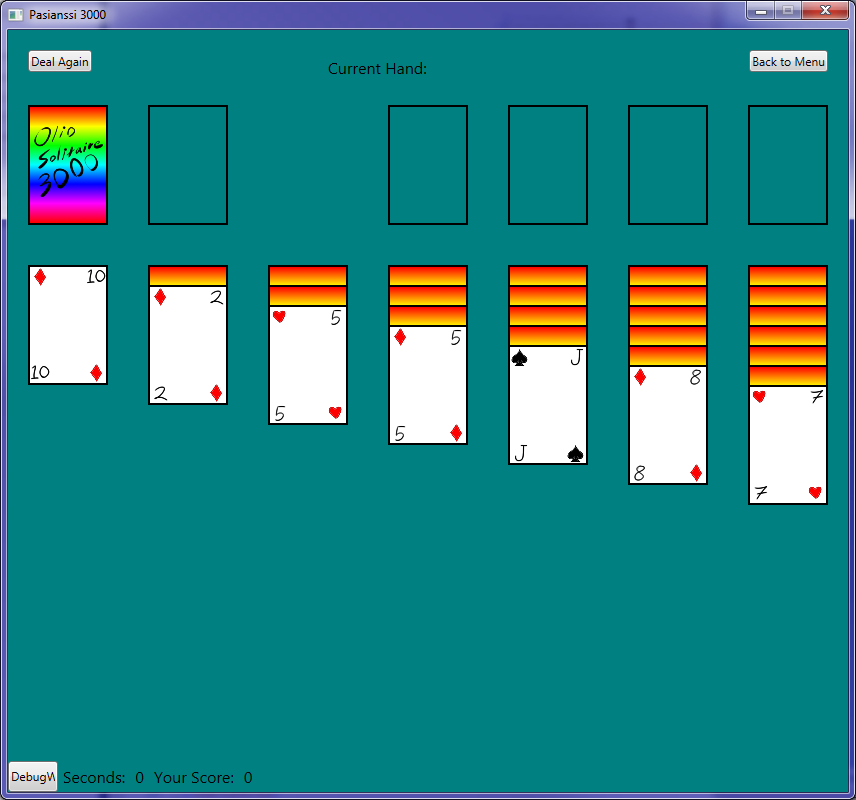 Pasianssi 3000
Deal Again
Current Hand:
Back to Menu
Olio
Solitaire
3000
10
10
2
2
5
5
5
5
J
J
8
8
7
7
DebugW
Seconds: 0 Your Score: 0